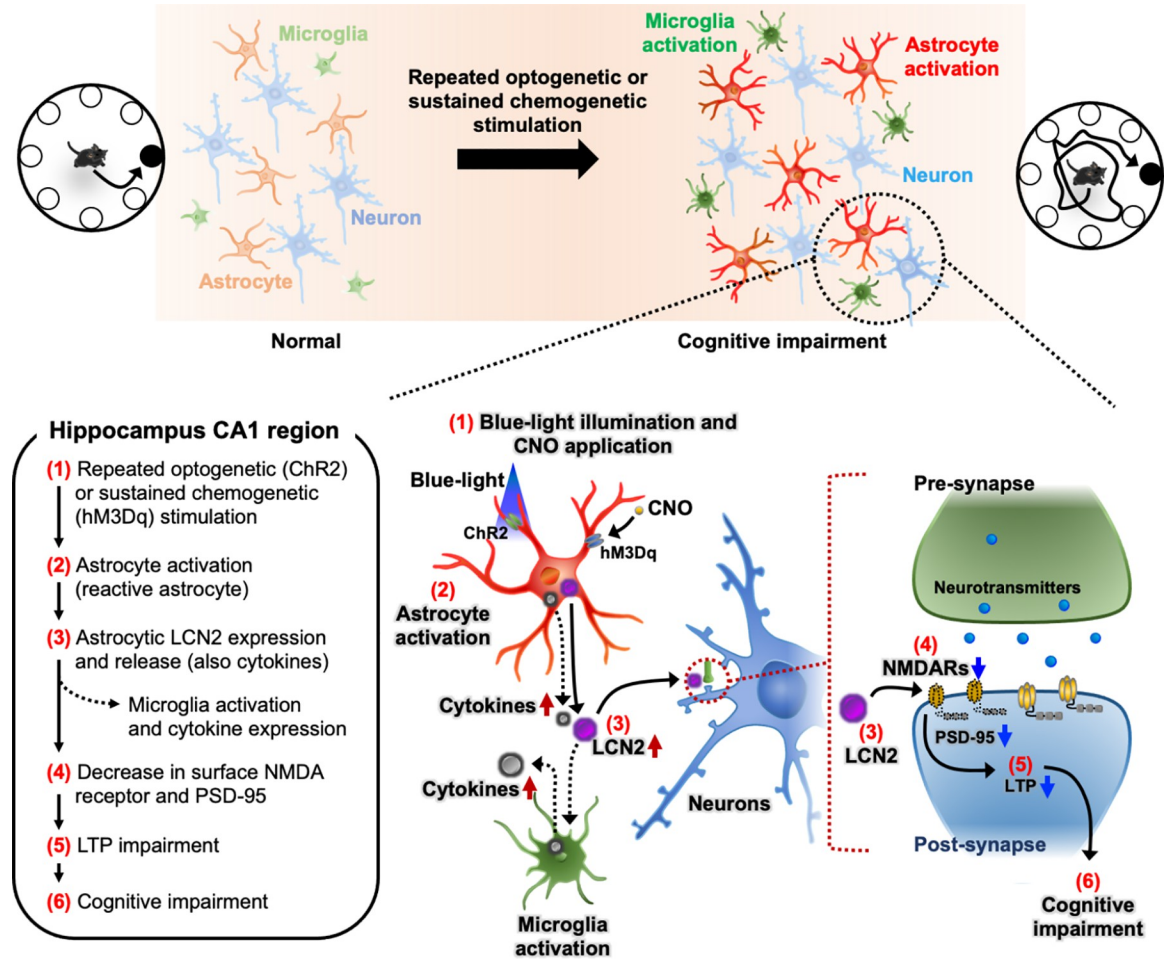 Microglia
Neuron
Astrocyte
Normal
Repeated optogenetic or
sustained chemogenetic
stimulation
Microglia
activation
Astrocyte
activation
Neuron
Cognitive impairment
Hippocampus CA1 region
(1) Repeated optogenetic (ChR2)
or sustained chemogenetic
(hM3Dq) stimulation
(2) Astrocyte activation
(reactive astrocyte)
(3) Astrocytic LCN2 expression
and release (also cytokines)
Microglia activation
and cytokine expression
(4) Decrease in surface NMDA
receptor and PSD-95
(5) LTP impairment
(6) Cognitive impairment
(1) Blue-light illumination and
CNO application
Blue-light
ChR2
CNO
hM3Dq
(2)
Astrocyte
activation
Cytokines
(3)
LCN2
Cytokines
Microglia
activation
Neurons
Pre-synapse
Neurotransmitters
(4)
NMDARs
(3)
LCN2
PSD-95
(5)
LTP
Post-synapse
(6)
Cognitive
impairment